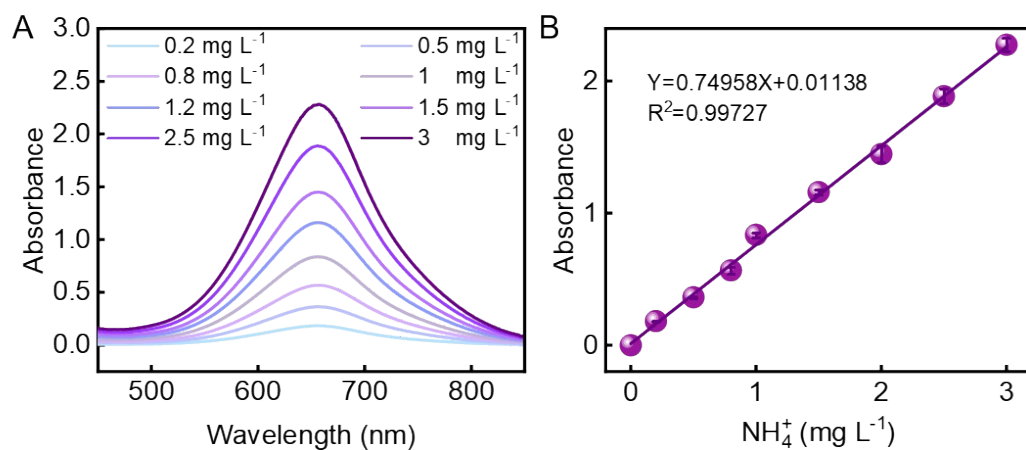 A
3.0
2.5
2.0
1.5
1.0
0.5
0.0
Absorbance
0.2 mg L⁻¹
0.5 mg L⁻¹
0.8 mg L⁻¹
1 mg L⁻¹
1.2 mg L⁻¹
1.5 mg L⁻¹
2.5 mg L⁻¹
3 mg L⁻¹
500 600 700 800
Wavelength (nm)
B
2
1
0
Absorbance
Y=0.74958X+0.01138
R²=0.99727
0 1 2 3
NH₄⁺ (mg L⁻¹)